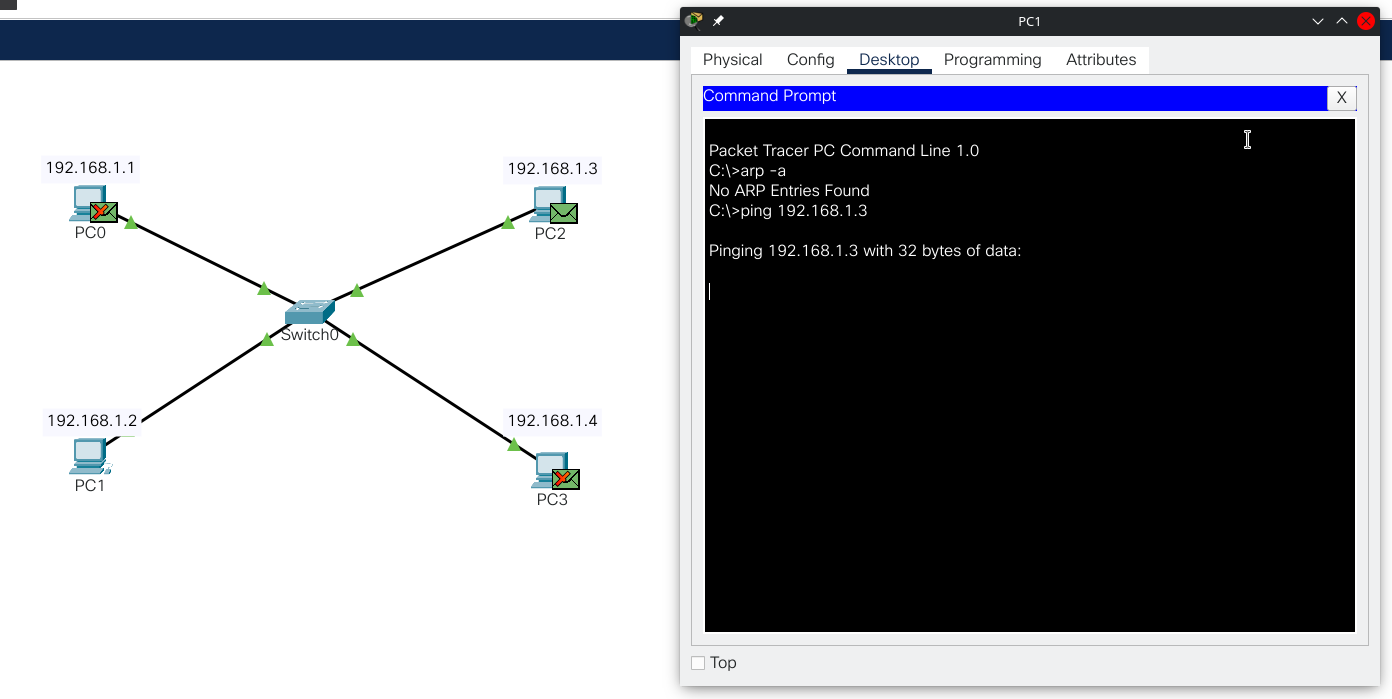 PC1
Physical Config Desktop Programming Attributes
Command Prompt
X
Packet Tracer PC Command Line 1.0
C:\>arp -a
No ARP Entries Found
C:\>ping 192.168.1.3
Pinging 192.168.1.3 with 32 bytes of data:
Top
192.168.1.1
PC0
192.168.1.3
PC2
Switch0
192.168.1.2
PC1
192.168.1.4
PC3